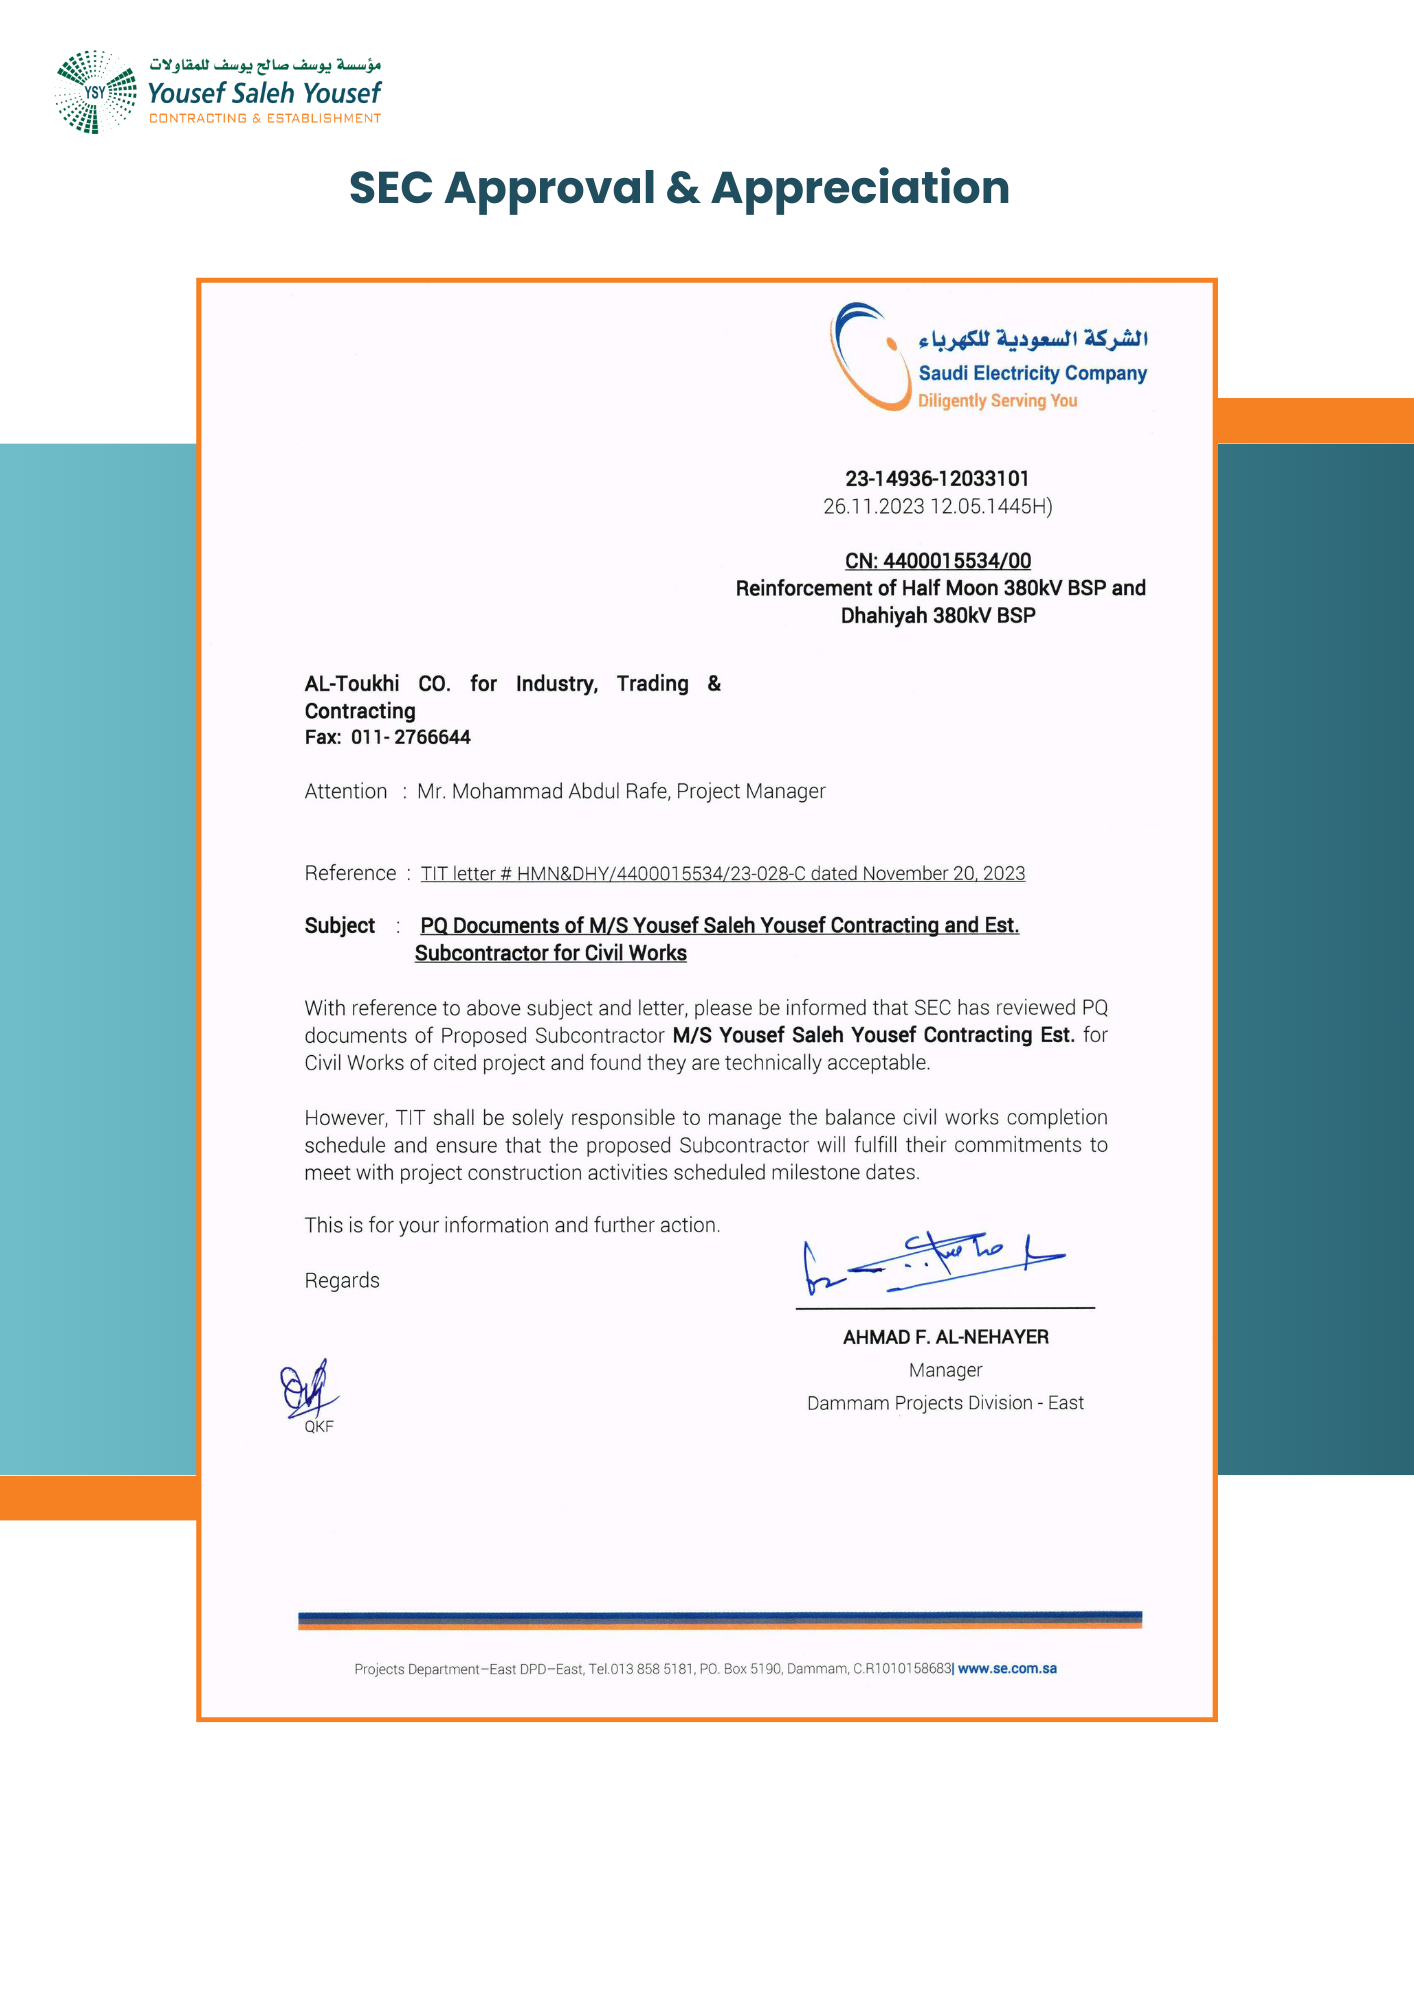 مؤسسة يوسف صالح يوسف للمقاولات
YSY
Yousef Saleh Yousef
CONTRACTING & ESTABLISHMENT
SEC Approval & Appreciation
الشركة السعودية للكهرباء
Saudi Electricity Company
Diligently Serving You
23-14936-12033101
26.11.2023 12.05.1445H)
CN: 4400015534/00
Reinforcement of Half Moon 380kV BSP and
Dhahiyah 380kV BSP
AL-Toukhi CO. for Industry, Trading &
Contracting
Fax: 011- 2766644
Attention : Mr. Mohammad Abdul Rafe, Project Manager
Reference : TIT letter # HMN&DHY/4400015534/23-028-C dated November 20, 2023
Subject : PQ Documents of M/S Yousef Saleh Yousef Contracting and Est.
Subcontractor for Civil Works
With reference to above subject and letter, please be informed that SEC has reviewed PQ
documents of Proposed Subcontractor M/S Yousef Saleh Yousef Contracting Est. for
Civil Works of cited project and found they are technically acceptable.
However, TIT shall be solely responsible to manage the balance civil works completion
schedule and ensure that the proposed Subcontractor will fulfill their commitments to
meet with project construction activities scheduled milestone dates.
This is for your information and further action.
Regards
AHMAD F. AL-NEHAYER
Manager
Dammam Projects Division - East
QKF
Projects Department–East DPD–East, Tel.013 858 5181, PO. Box 5190, Dammam, C.R1010158683| www.se.com.sa